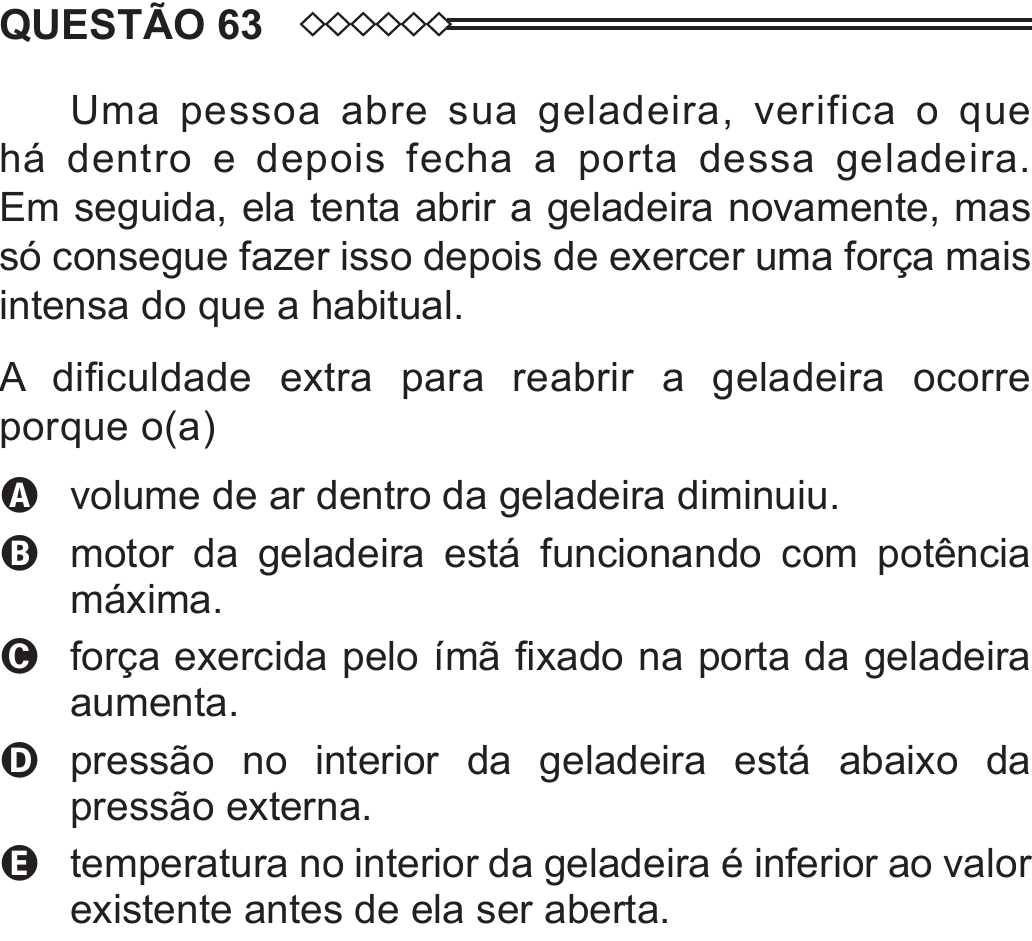 QUESTÃO 63
Uma pessoa abre sua geladeira, verifica o que
há dentro e depois fecha a porta dessa geladeira.
Em seguida, ela tenta abrir a geladeira novamente, mas
só consegue fazer isso depois de exercer uma força mais
intensa do que a habitual.
A dificuldade extra para reabrir a geladeira ocorre
porque o(a)
A volume de ar dentro da geladeira diminuiu.
B motor da geladeira está funcionando com potência
máxima.
C força exercida pelo ímã fixado na porta da geladeira
aumenta.
D pressão no interior da geladeira está abaixo da
pressão externa.
E temperatura no interior da geladeira é inferior ao valor
existente antes de ela ser aberta.